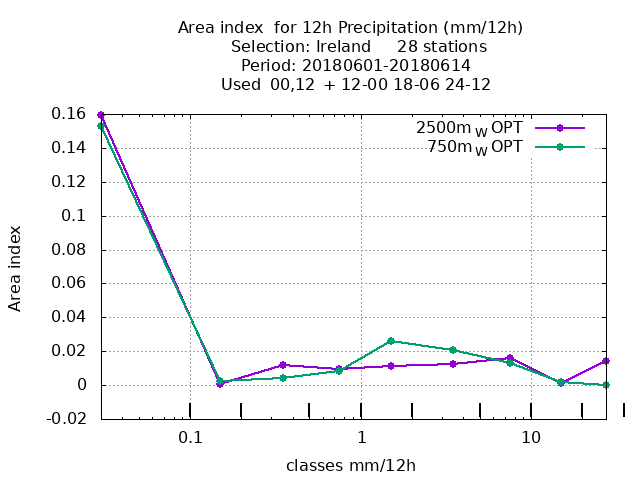 Area index  for 12h Precipitation (mm/12h)
Selection: Ireland     28 stations
Period: 20180601-20180614
Used  00,12  + 12-00 18-06 24-12
2500m_W OPT
750m_W OPT
0.16
0.14
0.12
0.1
0.08
0.06
0.04
0.02
0
-0.02
Area index
0.1 1 10
classes mm/12h